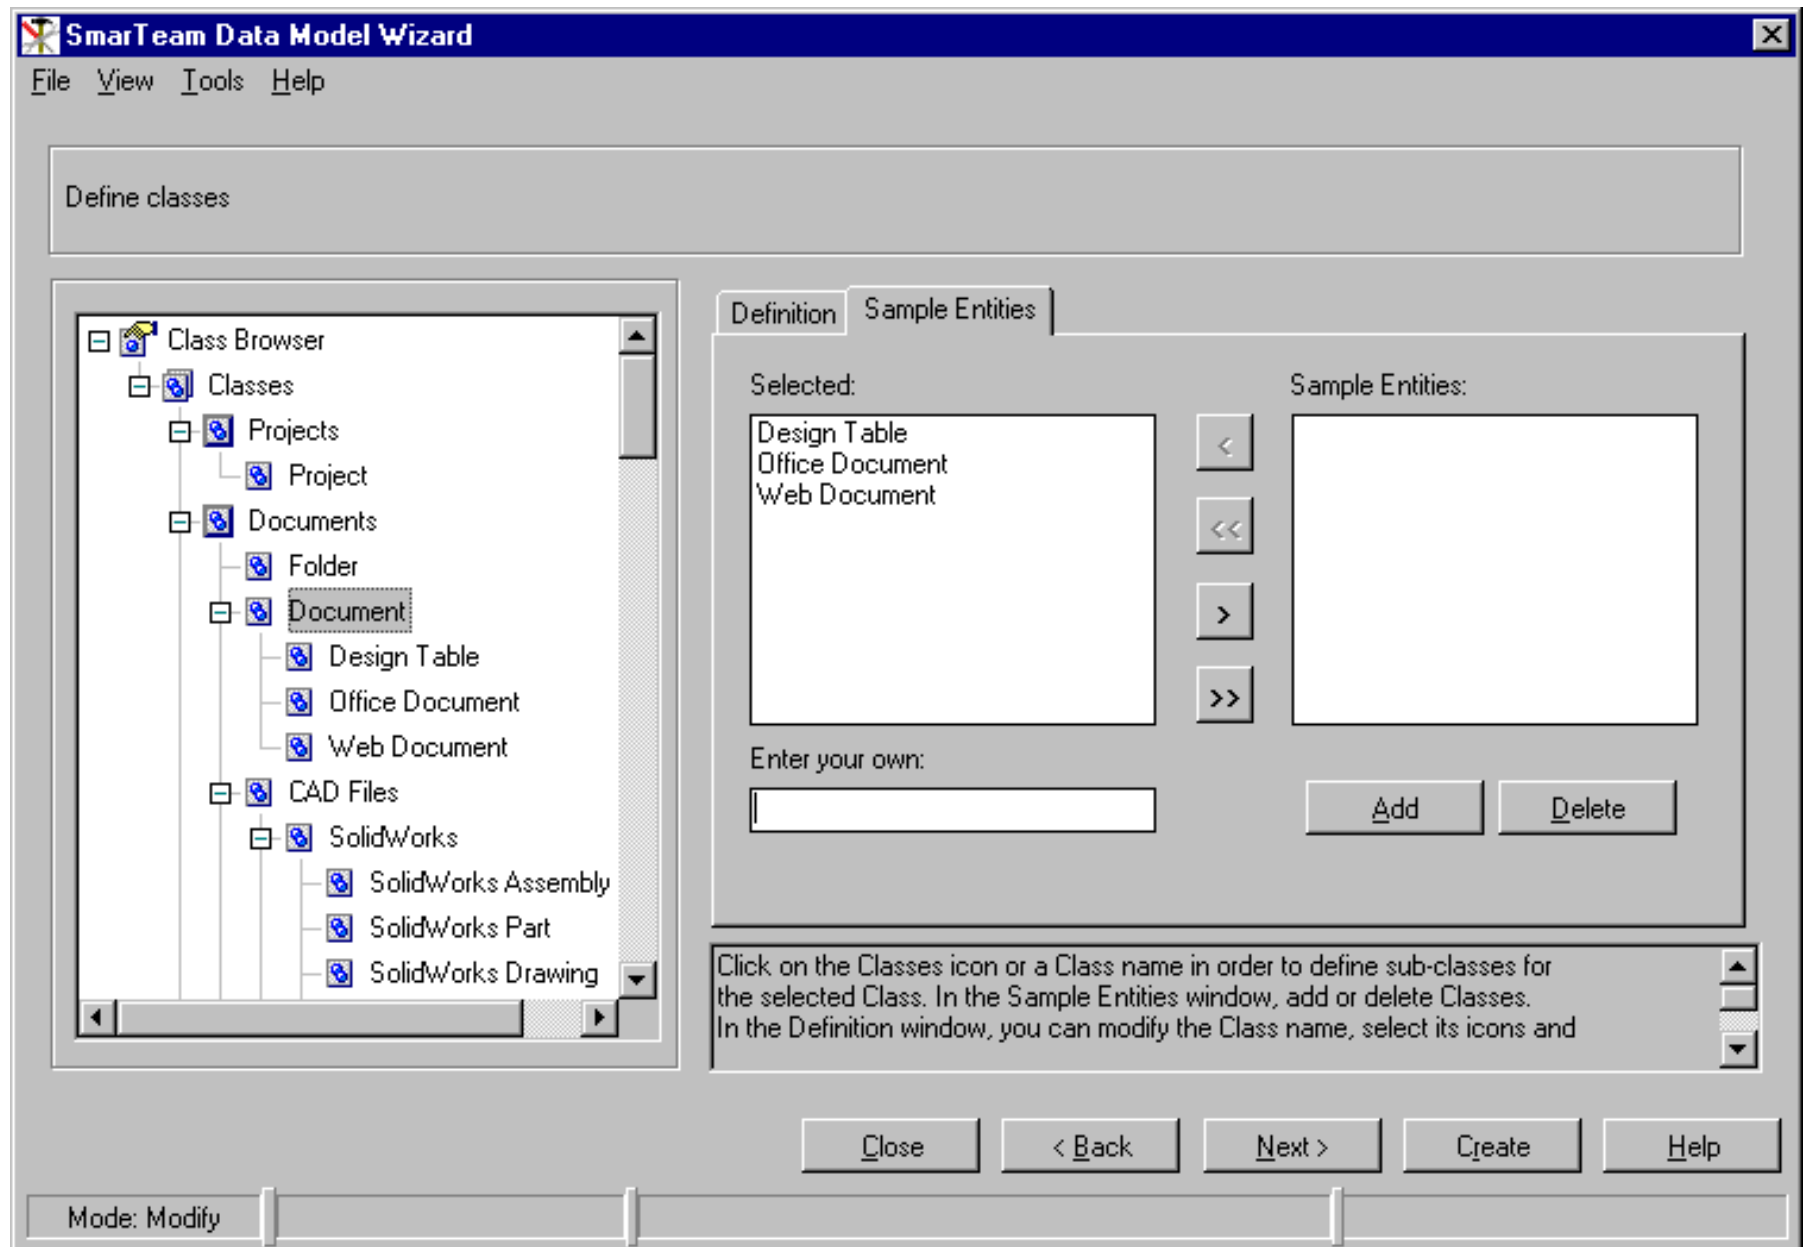 SmarTeam Data Model Wizard
File View Tools Help
Define classes
Class Browser
Classes
Projects
Project
Documents
Folder
Document
Design Table
Office Document
Web Document
CAD Files
SolidWorks
SolidWorks Assembly
SolidWorks Part
SolidWorks Drawing
Definition Sample Entities
Selected: Sample Entities:
Design Table
Office Document
Web Document
<
<<
>
>>
Enter your own:
Add Delete
Click on the Classes icon or a Class name in order to define sub-classes for
the selected Class. In the Sample Entities window, add or delete Classes.
In the Definition window, you can modify the Class name, select its icons and
Close < Back Next > Create Help
Mode: Modify